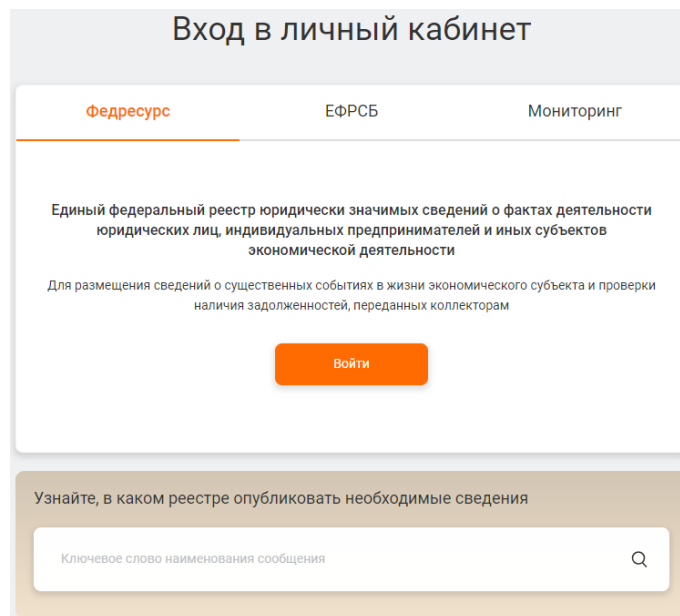 Вход в личный кабинет
Федресурс
ЕФРСБ
Мониторинг
Единый федеральный реестр юридически значимых сведений о фактах деятельности
юридических лиц, индивидуальных предпринимателей и иных субъектов
экономической деятельности
Для размещения сведений о существенных событиях в жизни экономического субъекта и проверки
наличия задолженностей, переданных коллекторам
Войти
Узнайте, в каком реестре опубликовать необходимые сведения
Ключевое слово наименования сообщения